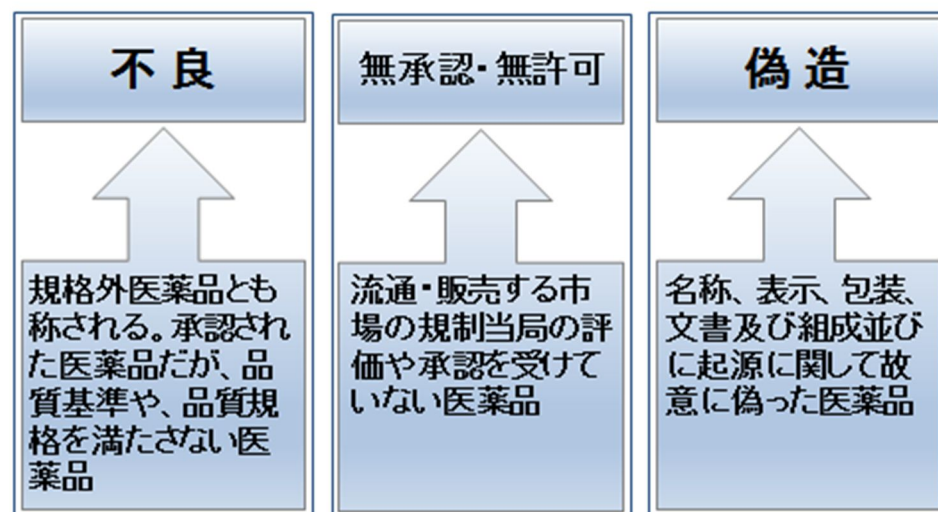 不良
規格外医薬品とも
称される。承認され
た医薬品だが、品
質基準や、品質規
格を満たさない医
薬品
無承認・無許可
流通・販売する市
場の規制当局の評
価や承認を受けて
いない医薬品
偽造
名称、表示、包装、
文書及び組成並び
に起源に関して故
意に偽った医薬品